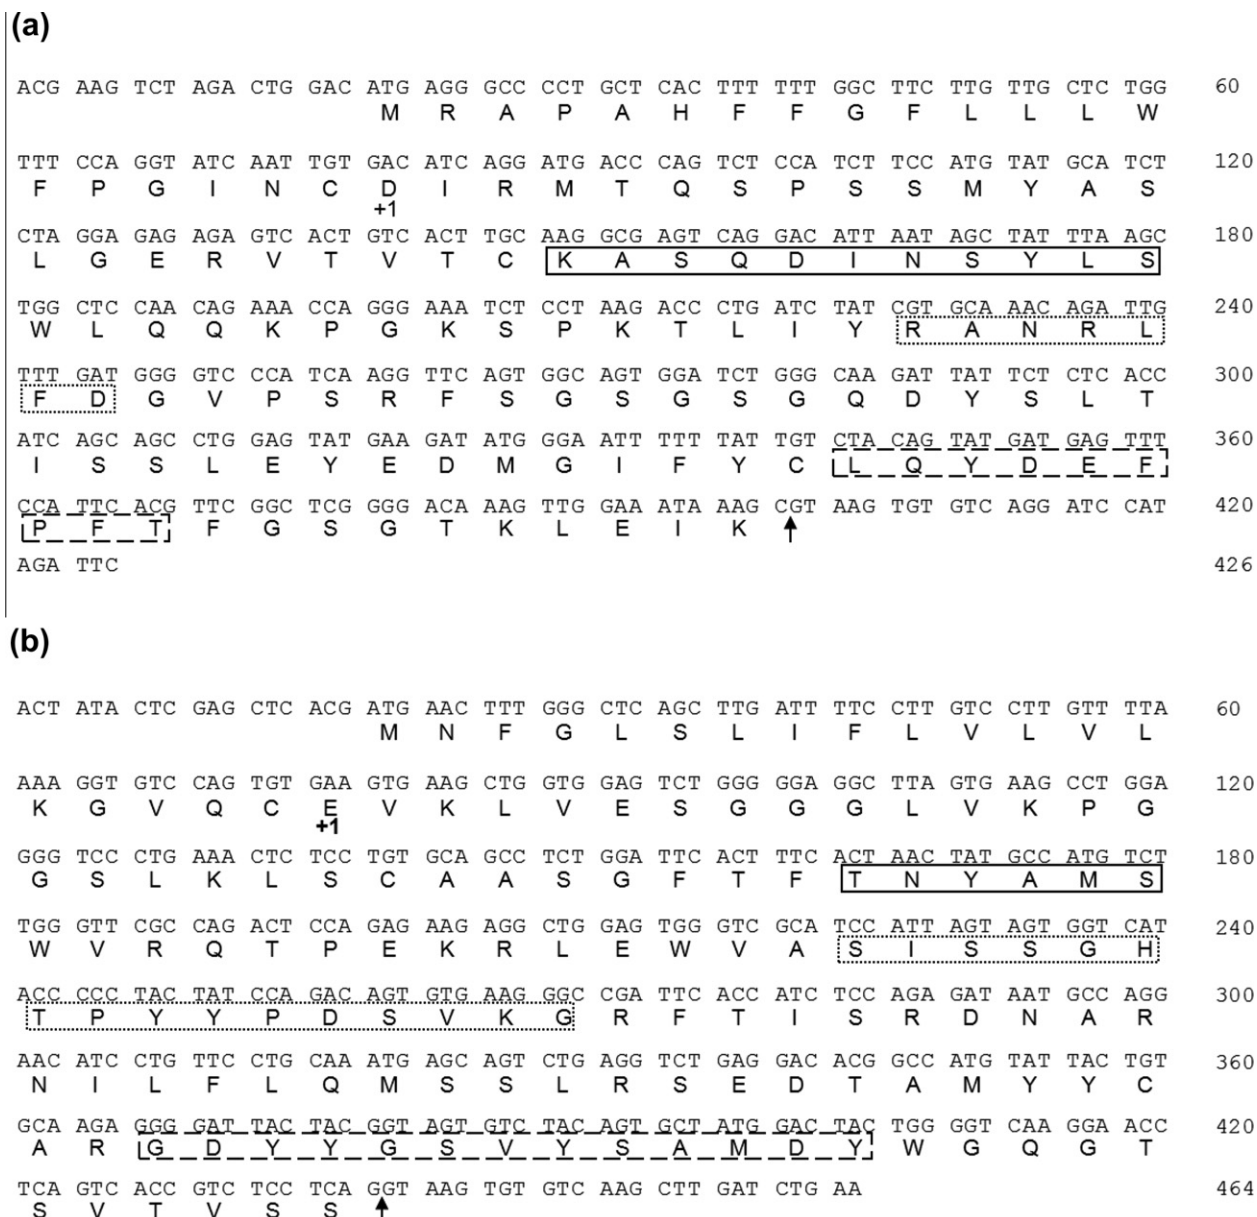 (a)
ACG AAG TCT AGA CTG GAC ATG AGG GCC CCT GCT CAC TTT TTT GGC TTC TTG TTG CTC TGG 60
M R A P A H F F G F L L L W
TTT CCA GGT ATC AAT TGT GAC ATC AGG ATG ACC CAG TCT CCA TCT TCC ATG TAT GCA TCT 120
F P G I N C D I R M T Q S P S S M Y A S
+1
CTA GGA GAG AGA GTC ACT GTC ACT TGC AAG GCG AGT CAG GAC ATT AAT AGC TAT TTA AGC 180
L G E R V T V T C K A S Q D I N S Y L S
TGG CTC CAA CAG AAA CCA GGG AAA TCT CCT AAG ACC CTG ATC TAT CGT GCA AAC AGA TTG 240
W L Q Q K P G K S P K T L I Y R A N R L
TTT GAT GGG GTC CCA TCA AGG TTC AGT GGC AGT GGA TCT GGG CAA GAT TAT TCT CTC ACC 300
F D G V P S R F S G S G S G Q D Y S L T
ATC AGC AGC CTG GAG TAT GAA GAT ATG GGA ATT TTT TAT TGT CTA CAG TAT GAT GAG TTT 360
I S S L E Y E D M G I F Y C L Q Y D E F
CCA TTC ACG TTC GGC TCG GGG ACA AAG TTG GAA ATA AAG CGT AAG TGT GTC AGG ATC CAT 420
P F T F G S G T K L E I K
AGA TTC 426
(b)
ACT ATA CTC GAG CTC ACG ATG AAC TTT GGG CTC AGC TTG ATT TTC CTT GTC CTT GTT TTA 60
M N F G L S L I F L V L V L
AAA GGT GTC CAG TGT GAA GTG AAG CTG GTG GAG TCT GGG GGA GGC TTA GTG AAG CCT GGA 120
K G V Q C E V K L V E S G G G L V K P G
+1
GGG TCC CTG AAA CTC TCC TGT GCA GCC TCT GGA TTC ACT TTC ACT AAC TAT GCC ATG TCT 180
G S L K L S C A A S G F T F T N Y A M S
TGG GTT CGC CAG ACT CCA GAG AAG AGG CTG GAG TGG GTC GCA TCC ATT AGT AGT GGT CAT 240
W V R Q T P E K R L E W V A S I S S G H
ACC CCC TAC TAT CCA GAC AGT GTG AAG GGC CGA TTC ACC ATC TCC AGA GAT AAT GCC AGG 300
T P Y Y P D S V K G R F T I S R D N A R
AAC ATC CTG TTC CTG CAA ATG AGC AGT CTG AGG TCT GAG GAC ACG GCC ATG TAT TAC TGT 360
N I L F L Q M S S L R S E D T A M Y Y C
GCA AGA GGG GAT TAC TAC GGT AGT GTC TAC AGT GCT ATG GAC TAC TGG GGT CAA GGA ACC 420
A R G D Y Y G S V Y S A M D Y W G Q G T
TCA GTC ACC GTC TCC TCA GGT AAG TGT GTC AAG CTT GAT CTG AA 464
S V T V S S